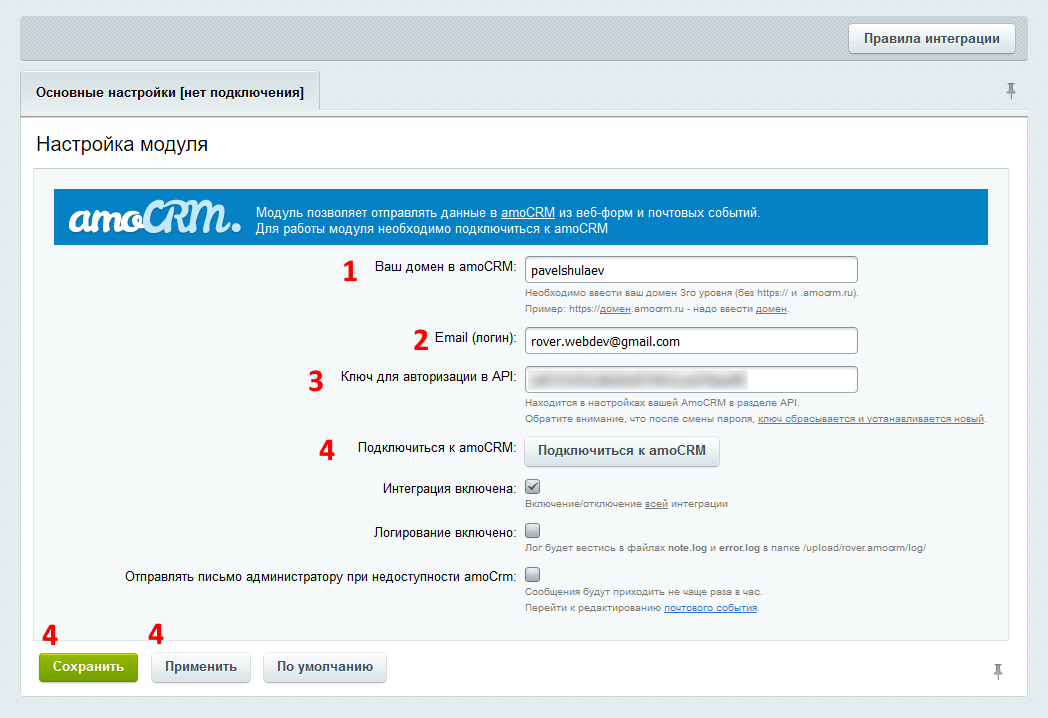 Правила интеграции
Основные настройки [нет подключения]
Настройка модуля
amoCRM.
Модуль позволяет отправлять данные в amoCRM из веб-форм и почтовых событий.
Для работы модуля необходимо подключиться к amoCRM
1 Ваш домен в amoCRM: pavelshulaev
Необходимо ввести ваш домен 3го уровня (без https:// и .amocrm.ru).
Пример: https://домен.amocrm.ru - надо ввести домен.
2 Email (логин): rover.webdev@gmail.com
3 Ключ для авторизации в API:
Находится в настройках вашей AmoCRM в разделе API.
Обратите внимание, что после смены пароля, ключ сбрасывается и устанавливается новый.
4 Подключиться к amoCRM: Подключиться к amoCRM
Интеграция включена:
Включение/отключение всей интеграции
Логирование включено:
Лог будет вестись в файлах note.log и error.log в папке /upload/rover.amocrm/log/
Отправлять письмо администратору при недоступности amoCrm:
Сообщения будут приходить не чаще раза в час.
Перейти к редактированию почтового события.
4 4
Сохранить Применить По умолчанию